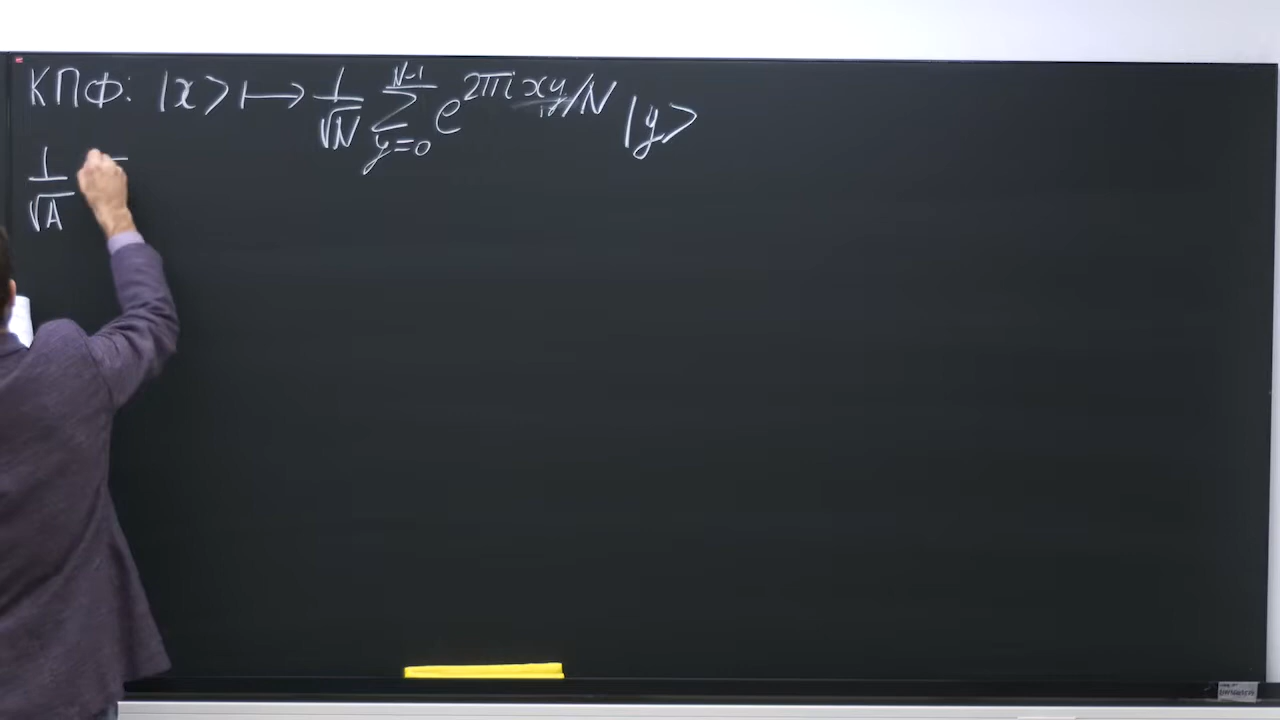 КПФ: |x⟩ ↦ 1/√N ∑_{y=0}^{N-1} e^{2πixy/N} |y⟩
1/√A